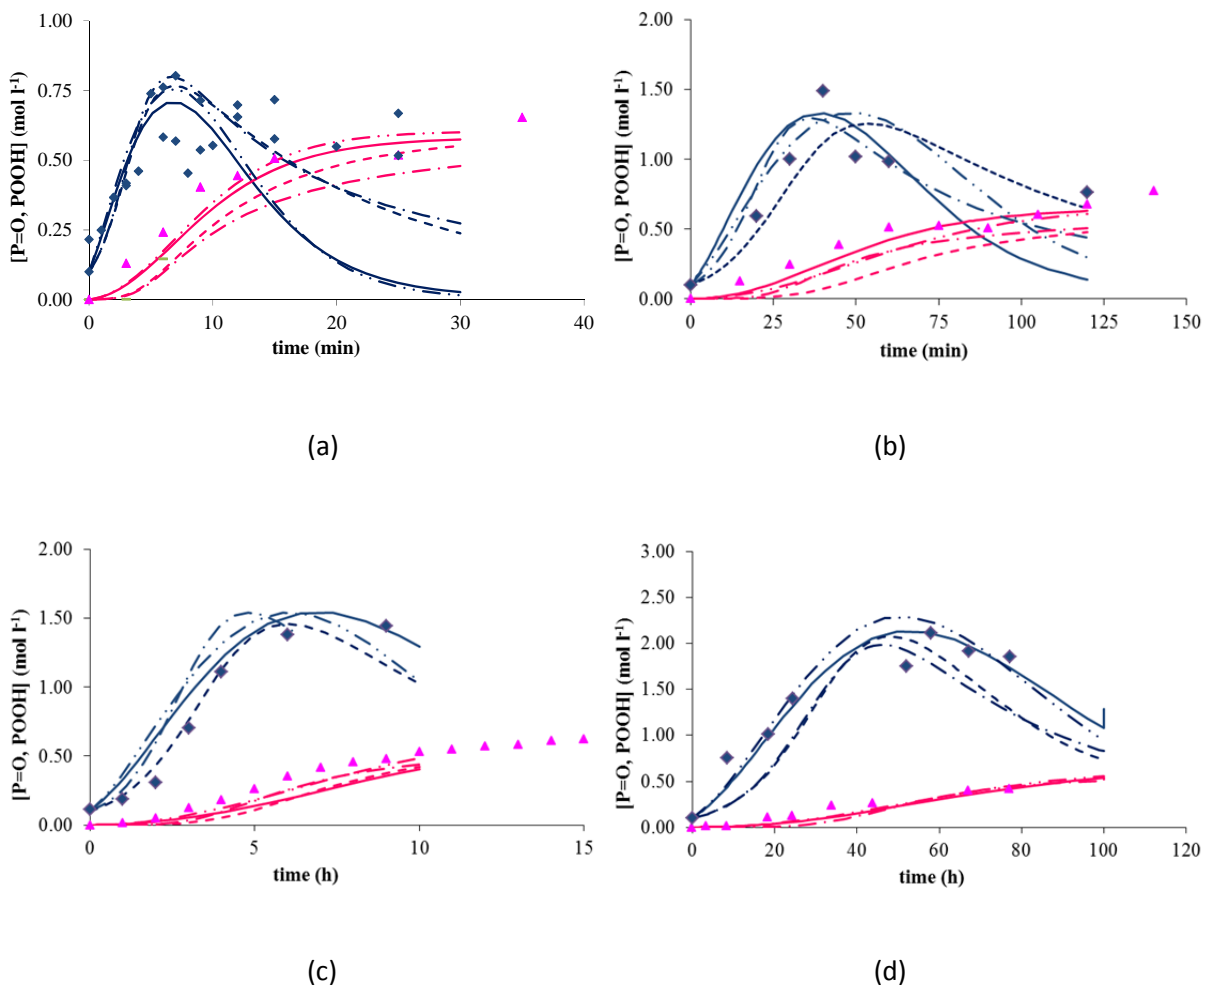 [P=O, POOH] (mol l⁻¹)
1.00
0.75
0.50
0.25
0.00
0 10 20 30 40
time (min)
(a)
[P=O, POOH] (mol l⁻¹)
2.00
1.50
1.00
0.50
0.00
0 25 50 75 100 125 150
time (min)
(b)
[P=O, POOH] (mol l⁻¹)
2.00
1.50
1.00
0.50
0.00
0 5 10 15
time (h)
(c)
[P=O, POOH] (mol l⁻¹)
3.00
2.50
2.00
1.50
1.00
0.50
0.00
0 20 40 60 80 100 120
time (h)
(d)